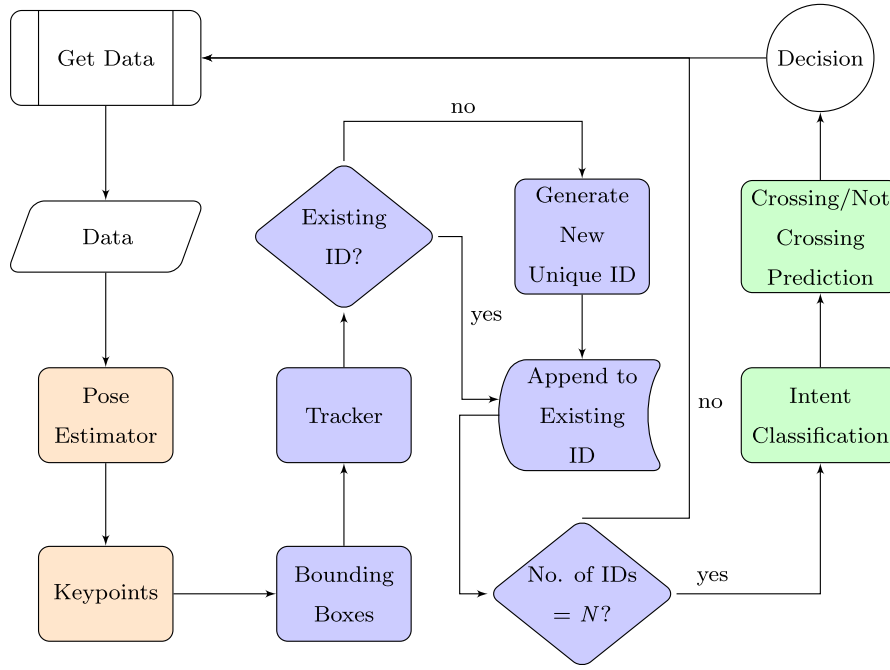 Get Data
Decision
no
Existing
ID?
Generate
New
Unique ID
Crossing/Not
Crossing
Prediction
Data
yes
Pose
Estimator
Tracker
Append to
Existing
ID
no
Intent
Classification
Keypoints
Bounding
Boxes
No. of IDs
= N?
yes